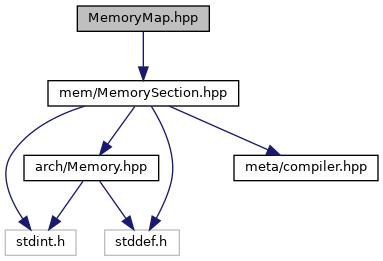 MemoryMap.hpp
mem/MemorySection.hpp
arch/Memory.hpp
meta/compiler.hpp
stdint.h
stddef.h